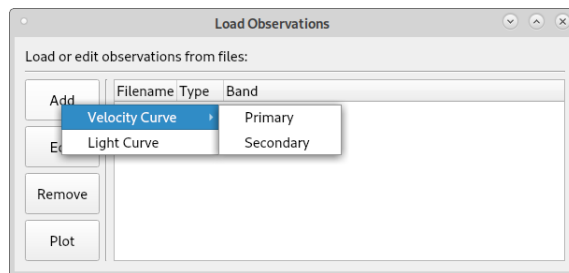 Load Observations
Load or edit observations from files:
Add
Filename Type Band
Velocity Curve
Primary
Light Curve
Secondary
Remove
Plot